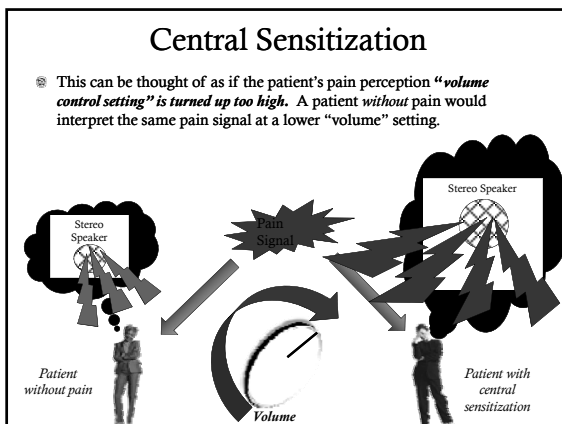 Central Sensitization
This can be thought of as if the patient's pain perception “volume
control setting” is turned up too high. A patient without pain would
interpret the same pain signal at a lower “volume” setting.
Stereo Speaker
Stereo
Speaker
Pain
Signal
Patient
without pain
Patient with
central
sensitization
Volume